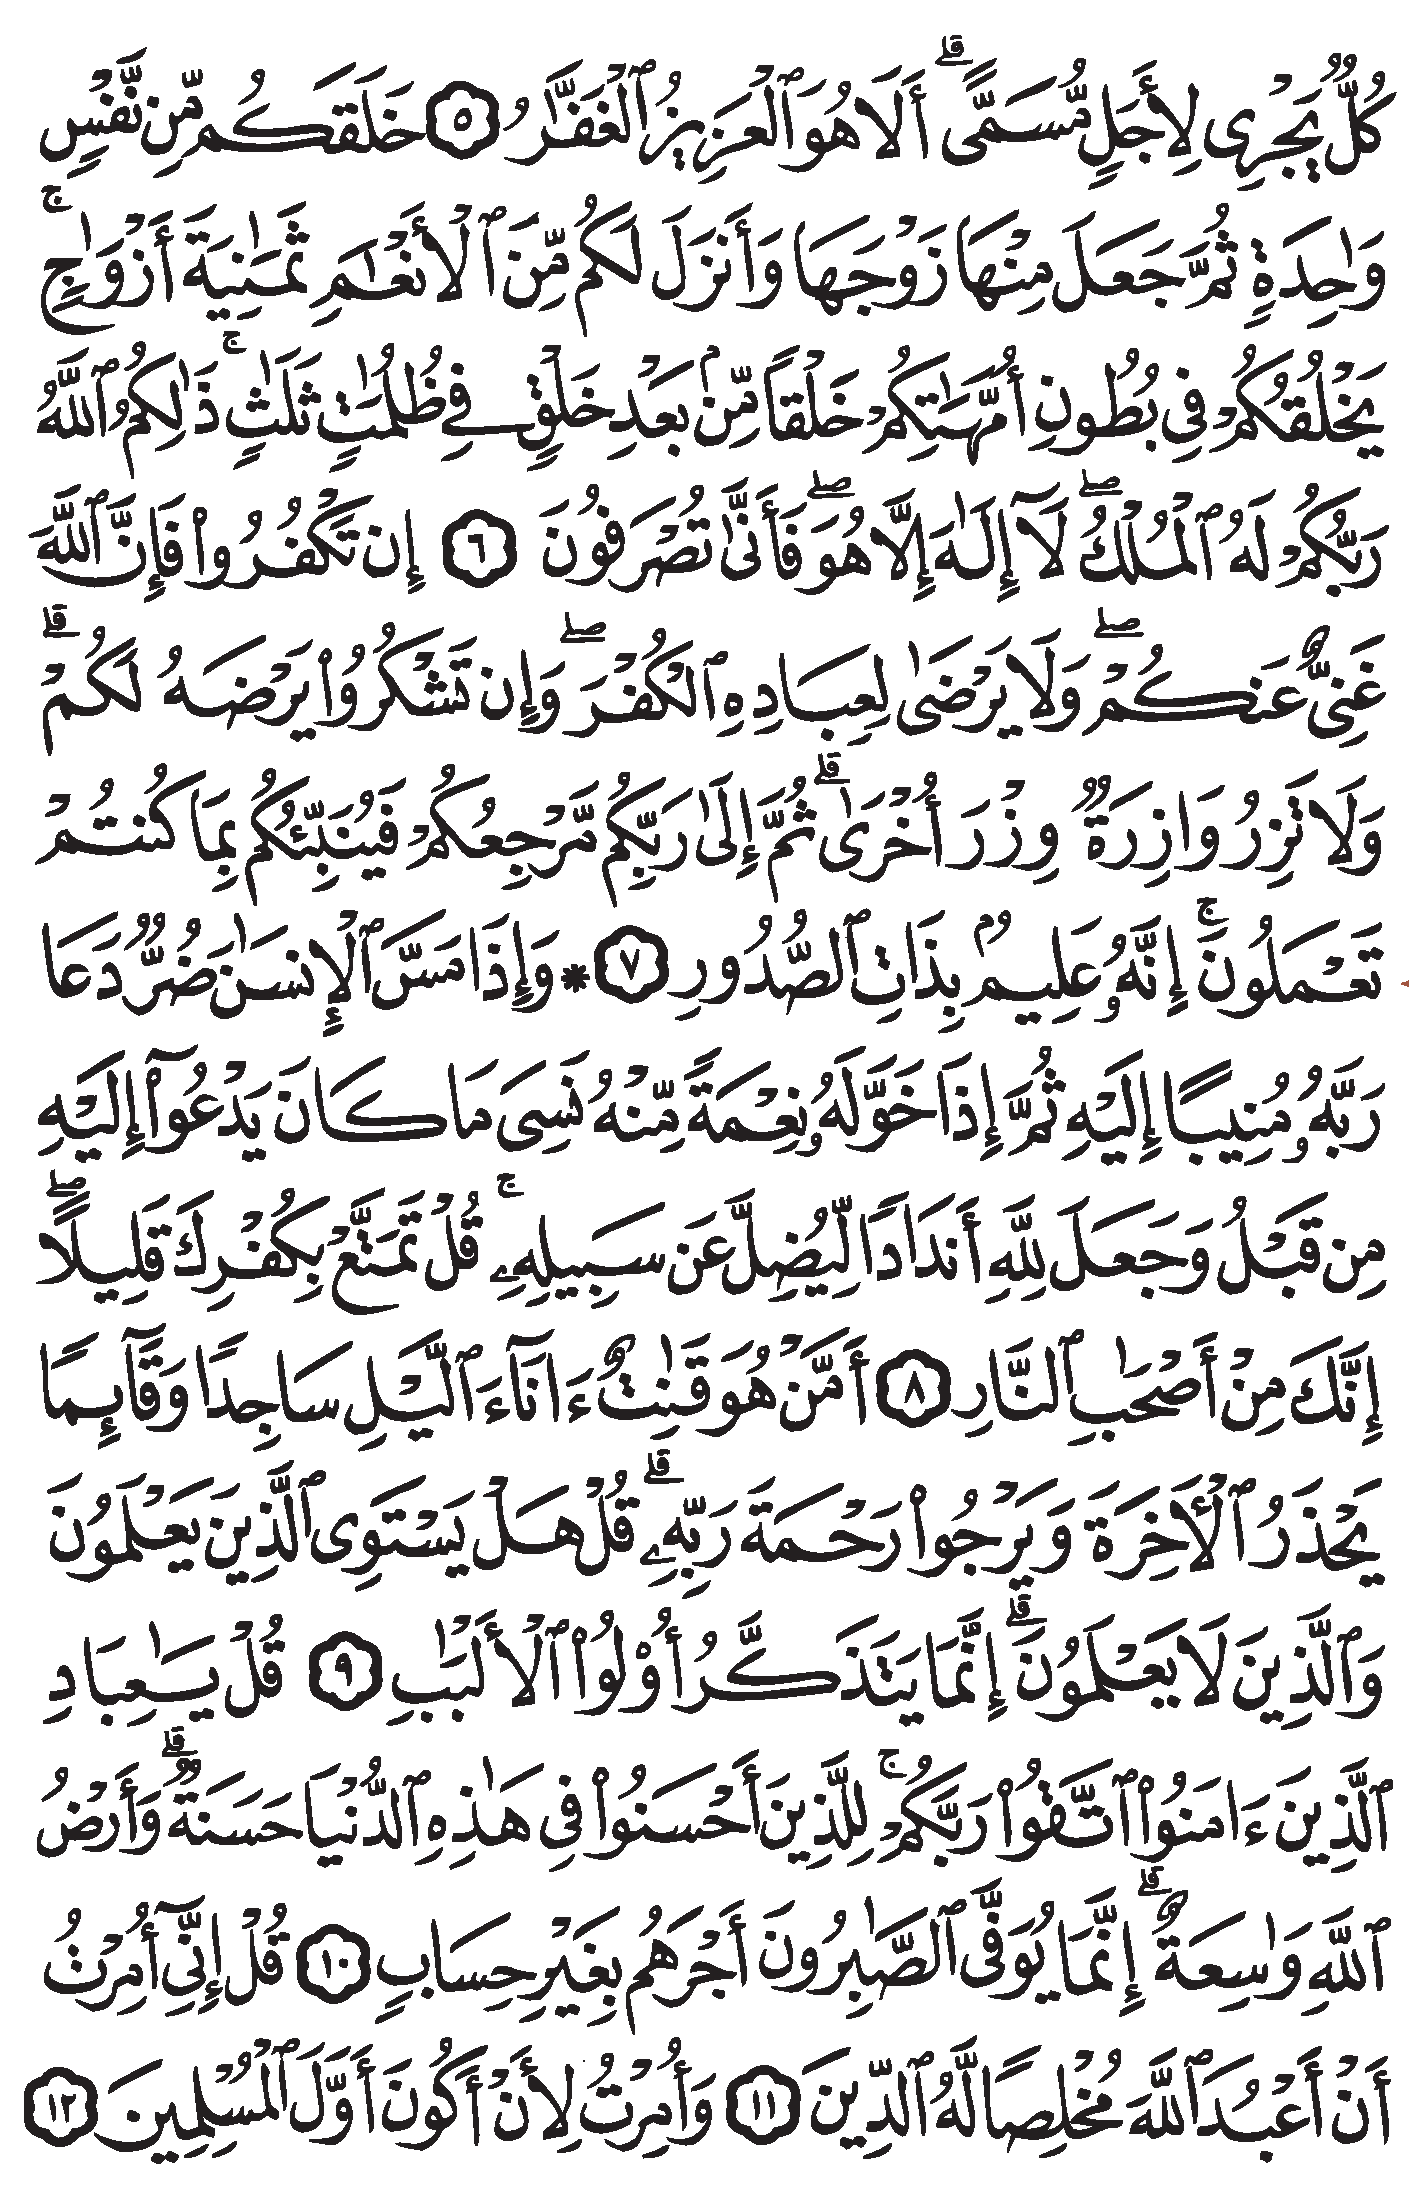 كُلٌّ يَجْرِي لِأَجَلٍ مُّسَمًّى ۗ أَلَا هُوَ ٱلْعَزِيزُ ٱلْغَفَّـٰرُ ٥ خَلَقَكُم مِّن نَّفْسٍ
وَٰحِدَةٍ ثُمَّ جَعَلَ مِنْهَا زَوْجَهَا وَأَنزَلَ لَكُم مِّنَ ٱلْأَنْعَـٰمِ ثَمَـٰنِيَةَ أَزْوَٰجٍ ۚ
يَخْلُقُكُمْ فِي بُطُونِ أُمَّهَـٰتِكُمْ خَلْقًا مِّنۢ بَعْدِ خَلْقٍ فِي ظُلُمَـٰتٍ ثَلَـٰثٍ ۚ ذَٰلِكُمُ ٱللَّهُ
رَبُّكُمْ لَهُ ٱلْمُلْكُ ۖ لَآ إِلَـٰهَ إِلَّا هُوَ ۖ فَأَنَّىٰ تُصْرَفُونَ ٦ إِن تَكْفُرُوا۟ فَإِنَّ ٱللَّهَ
غَنِيٌّ عَنكُمْ ۖ وَلَا يَرْضَىٰ لِعِبَادِهِ ٱلْكُفْرَ ۖ وَإِن تَشْكُرُوا۟ يَرْضَهُ لَكُمْ ۗ
وَلَا تَزِرُ وَازِرَةٌ وِزْرَ أُخْرَىٰ ۗ ثُمَّ إِلَىٰ رَبِّكُم مَّرْجِعُكُمْ فَيُنَبِّئُكُم بِمَا كُنتُمْ
تَعْمَلُونَ ۚ إِنَّهُۥ عَلِيمٌۢ بِذَاتِ ٱلصُّدُورِ ٧ * وَإِذَا مَسَّ ٱلْإِنسَـٰنَ ضُرٌّ دَعَا
رَبَّهُۥ مُنِيبًا إِلَيْهِ ثُمَّ إِذَا خَوَّلَهُۥ نِعْمَةً مِّنْهُ نَسِيَ مَا كَانَ يَدْعُوٓا۟ إِلَيْهِ
مِن قَبْلُ وَجَعَلَ لِلَّهِ أَندَادًا لِّيُضِلَّ عَن سَبِيلِهِۦ ۚ قُلْ تَمَتَّعْ بِكُفْرِكَ قَلِيلًا ۖ
إِنَّكَ مِنْ أَصْحَـٰبِ ٱلنَّارِ ٨ أَمَّنْ هُوَ قَـٰنِتٌ ءَانَآءَ ٱلَّيْلِ سَاجِدًا وَقَآئِمًا
يَحْذَرُ ٱلْأَخِرَةَ وَيَرْجُوا۟ رَحْمَةَ رَبِّهِۦ ۗ قُلْ هَلْ يَسْتَوِي ٱلَّذِينَ يَعْلَمُونَ
وَٱلَّذِينَ لَا يَعْلَمُونَ ۗ إِنَّمَا يَتَذَكَّرُ أُو۟لُوا۟ ٱلْأَلْبَـٰبِ ٩ قُلْ يَـٰعِبَادِ
ٱلَّذِينَ ءَامَنُوا۟ ٱتَّقُوا۟ رَبَّكُمْ ۚ لِلَّذِينَ أَحْسَنُوا۟ فِي هَـٰذِهِ ٱلدُّنْيَا حَسَنَةٌ ۗ وَأَرْضُ
ٱللَّهِ وَٰسِعَةٌ ۗ إِنَّمَا يُوَفَّى ٱلصَّـٰبِرُونَ أَجْرَهُم بِغَيْرِ حِسَابٍ ١٠ قُلْ إِنِّيٓ أُمِرْتُ
أَنْ أَعْبُدَ ٱللَّهَ مُخْلِصًا لَّهُ ٱلدِّينَ ١١ وَأُمِرْتُ لِأَنْ أَكُونَ أَوَّلَ ٱلْمُسْلِمِينَ ١٢